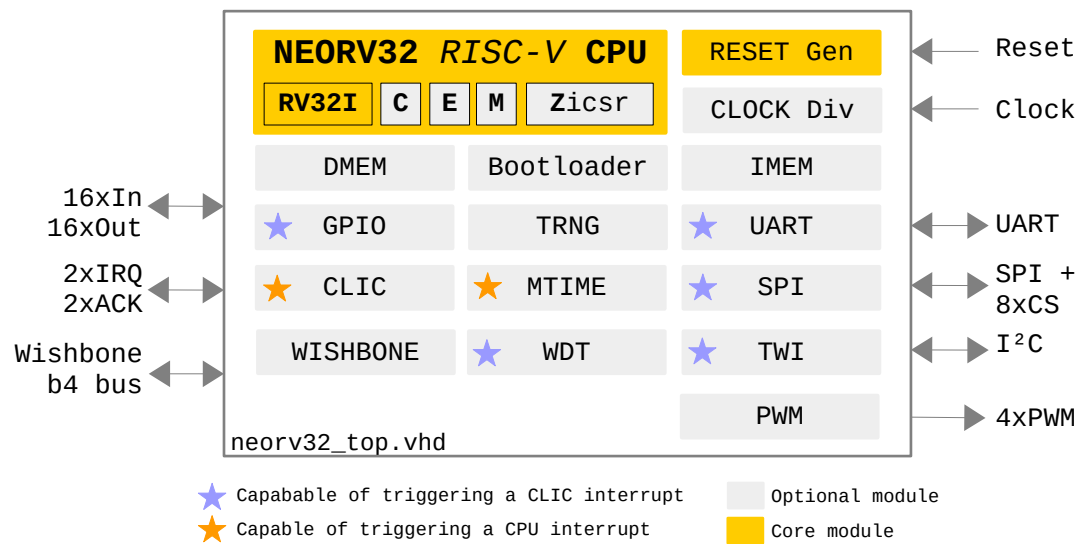 NEORV32 RISC-V CPU
RV32I C E M Zicsr
RESET Gen
CLOCK Div
Reset
Clock
DMEM Bootloader IMEM
16xIn
16xOut
GPIO TRNG UART
UART
2xIRQ
2xACK
CLIC MTIME SPI
SPI +
8xCS
Wishbone
b4 bus
WISHBONE WDT TWI
I²C
PWM
4xPWM
neorv32_top.vhd
Capabable of triggering a CLIC interrupt
Optional module
Capable of triggering a CPU interrupt
Core module